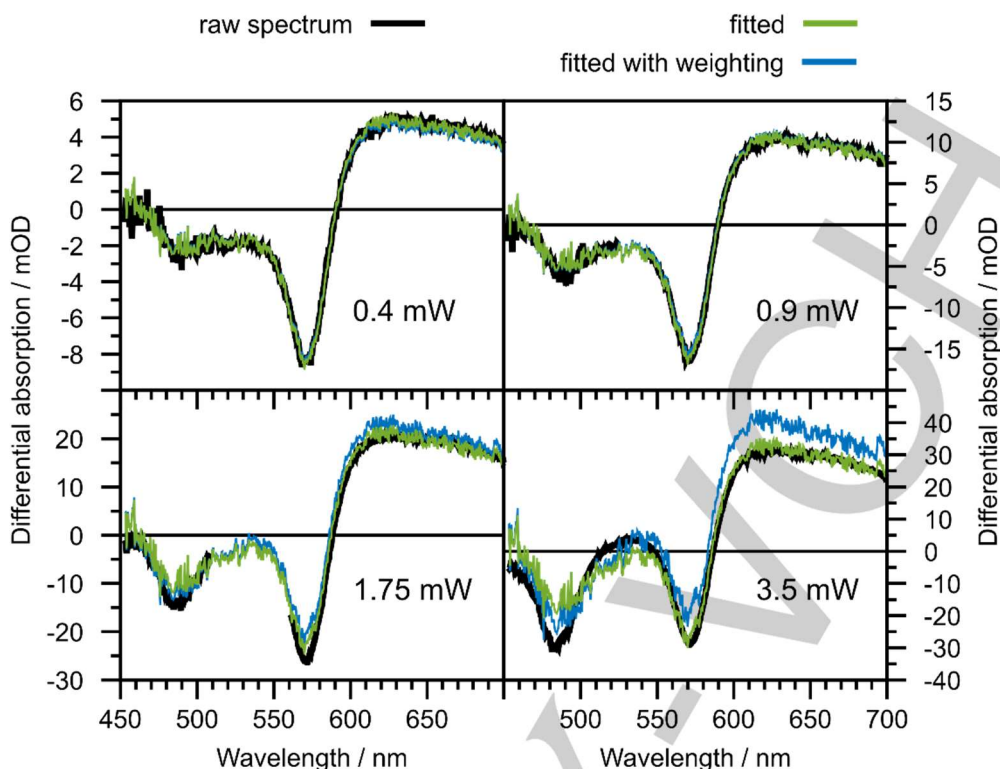 raw spectrum
fitted
fitted with weighting
6
4
2
0
-2
-4
-6
-8
0.4 mW
15
10
5
0
-5
-10
-15
0.9 mW
Differential absorption / mOD
Differential absorption / mOD
20
10
0
-10
-20
-30
1.75 mW
40
30
20
10
0
-10
-20
-30
-40
3.5 mW
450 500 550 600 650
500 550 600 650 700
Wavelength / nm
Wavelength / nm